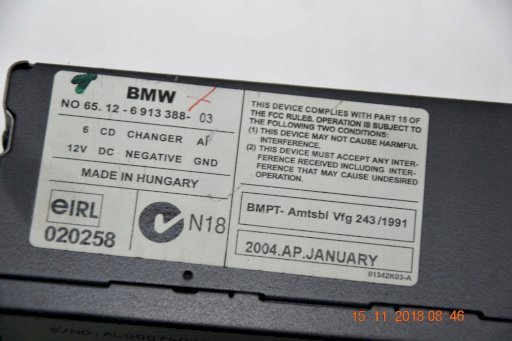 BMW
NO 65. 12 - 6 913 388- 03
6 CD CHANGER AI
12V DC NEGATIVE GND
MADE IN HUNGARY
eIRL
020258
N18
THIS DEVICE COMPLIES WITH PART 15 OF
THE FCC RULES. OPERATION IS SUBJECT TO
THE FOLLOWING TWO CONDITIONS:
(1) THIS DEVICE MAY NOT CAUSE HARMFUL
INTERFERENCE.
(2) THIS DEVICE MUST ACCEPT ANY INTER-
FERENCE RECEIVED INCLUDING INTER-
FERENCE THAT MAY CAUSE UNDESIRED
OPERATION.
BMPT- Amtsbl Vfg 243 /1991
2004.AP.JANUARY
01342K03-A
S/NO.
15 11 2018 08 46